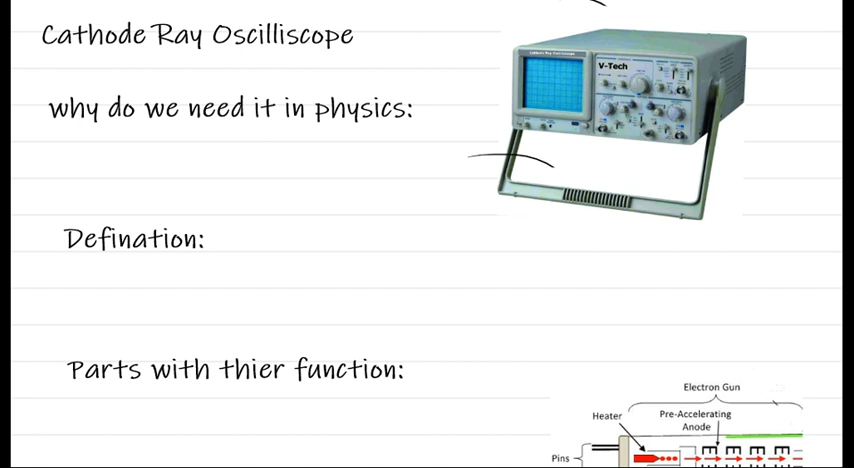 Cathode Ray Oscilliscope
V-Tech
why do we need it in physics:
Defination:
Parts with thier function:
Electron Gun
Heater
Pre-Accelerating
Anode
Pins